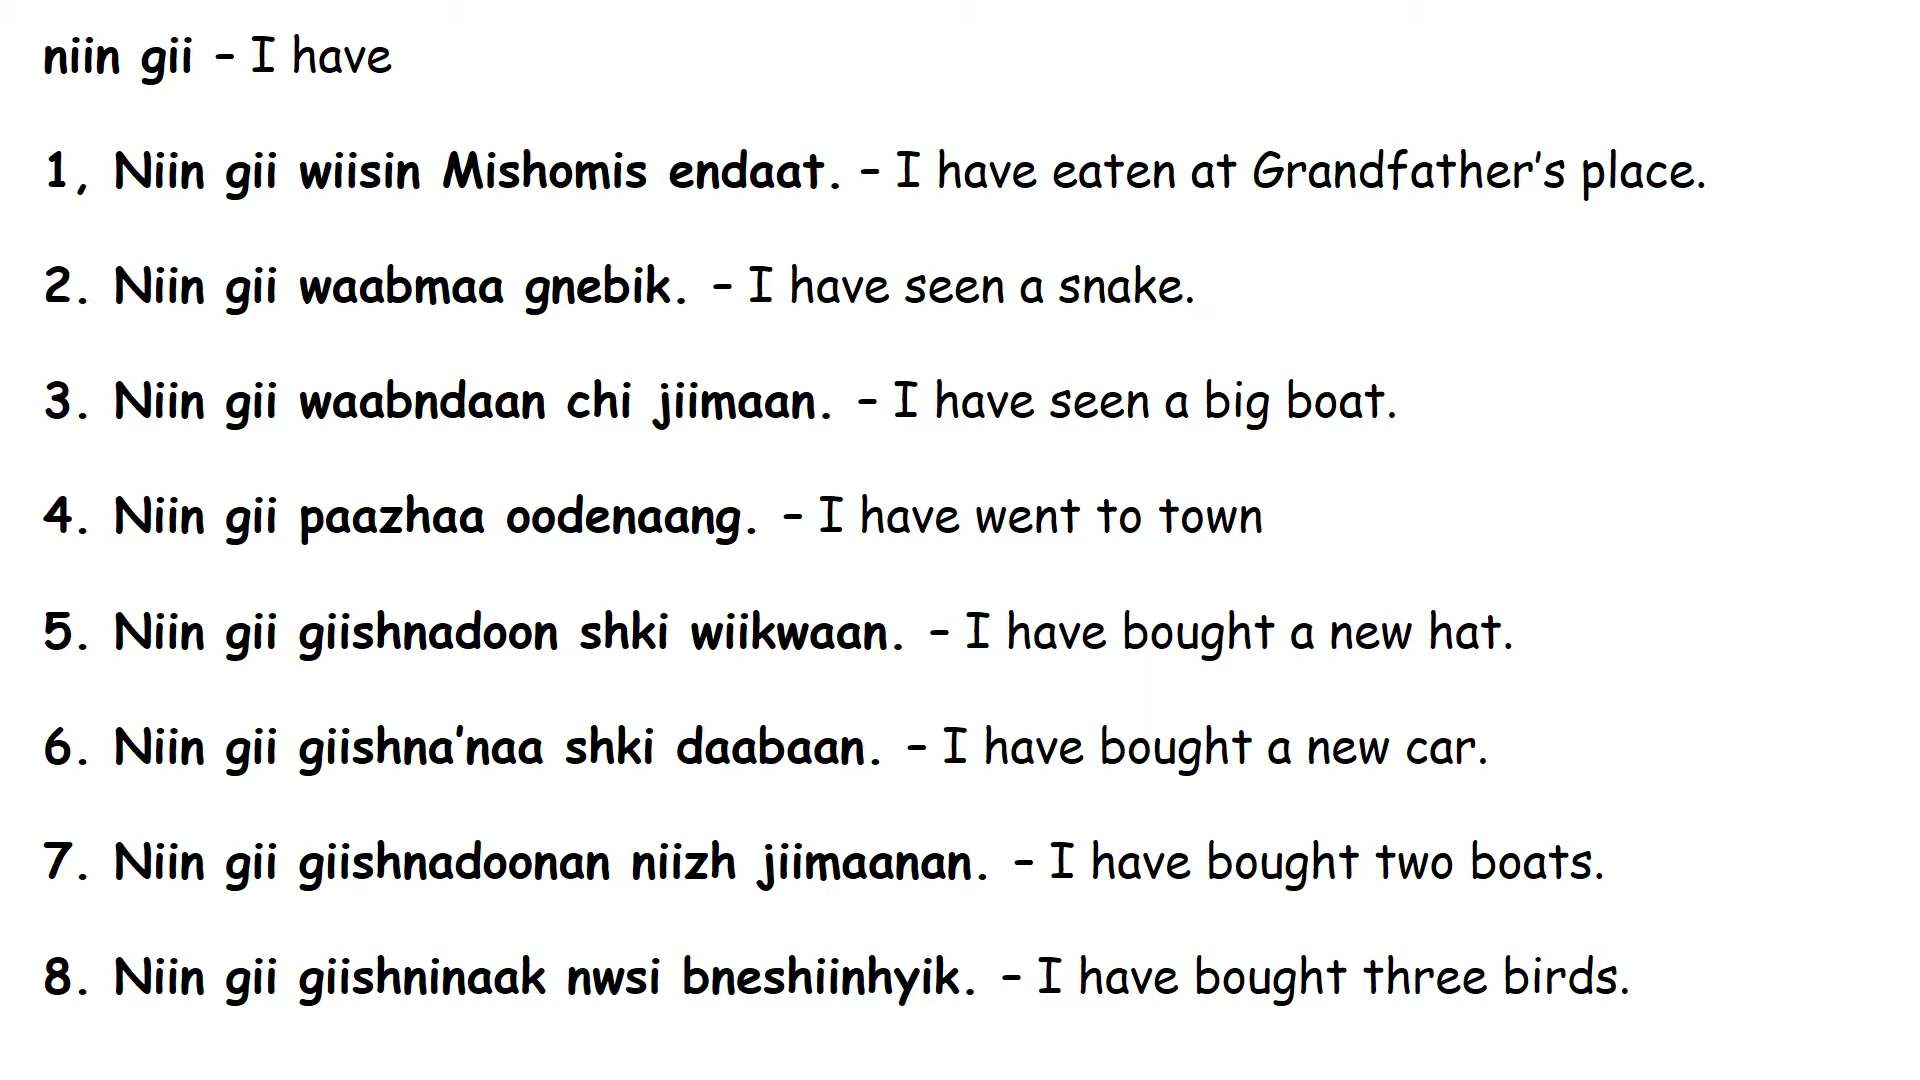 niin gii – I have
1, Niin gii wiisin Mishomis endaat. – I have eaten at Grandfather’s place.
2. Niin gii waabmaa gnebik. – I have seen a snake.
3. Niin gii waabndaan chi jiimaan. – I have seen a big boat.
4. Niin gii paazhaa oodenaang. – I have went to town
5. Niin gii giishnadoon shki wiikwaan. – I have bought a new hat.
6. Niin gii giishna’naa shki daabaan. – I have bought a new car.
7. Niin gii giishnadoonan niizh jiimaanan. – I have bought two boats.
8. Niin gii giishninaak nwsi bneshiinhyik. – I have bought three birds.